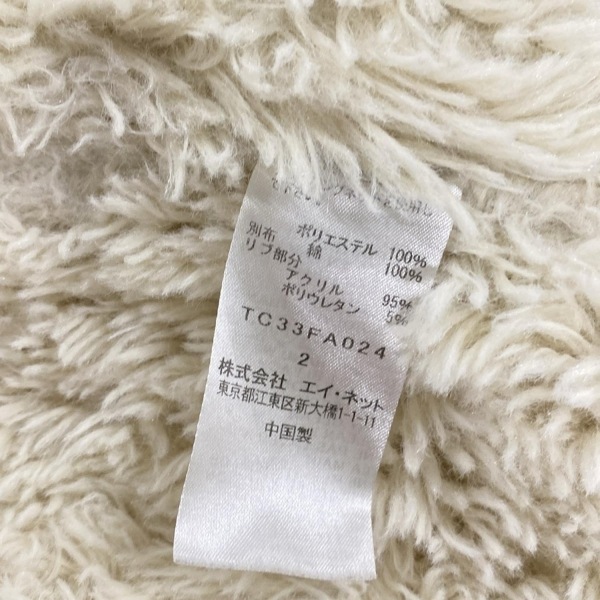 ポリエステル 100%
別布 綿 100%
リブ部分
アクリル 95%
ポリウレタン 5%
TC33FA024
2
株式会社 エイ・ネット
東京都江東区新大橋1-1-11
中国製